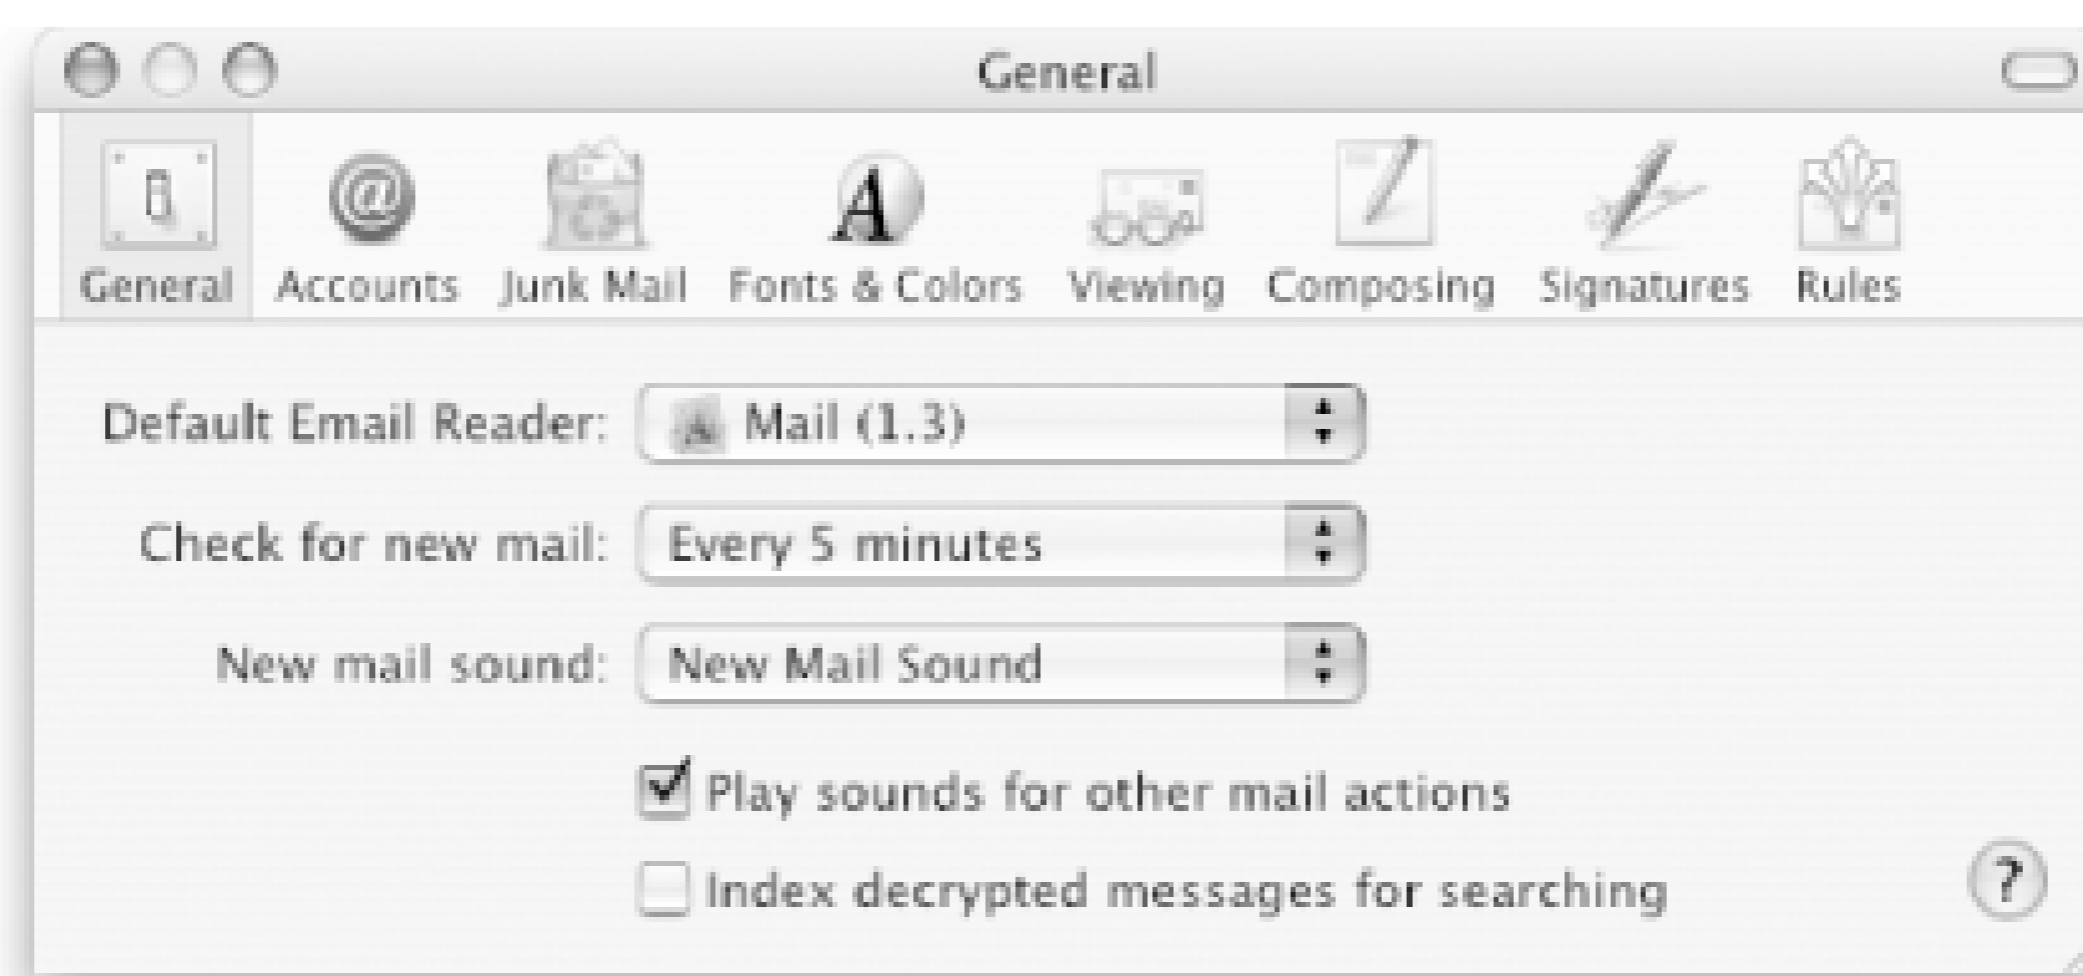 General
General Accounts Junk Mail Fonts & Colors Viewing Composing Signatures Rules
Default Email Reader: Mail (1.3)
Check for new mail: Every 5 minutes
New mail sound: New Mail Sound
Play sounds for other mail actions
Index decrypted messages for searching
?